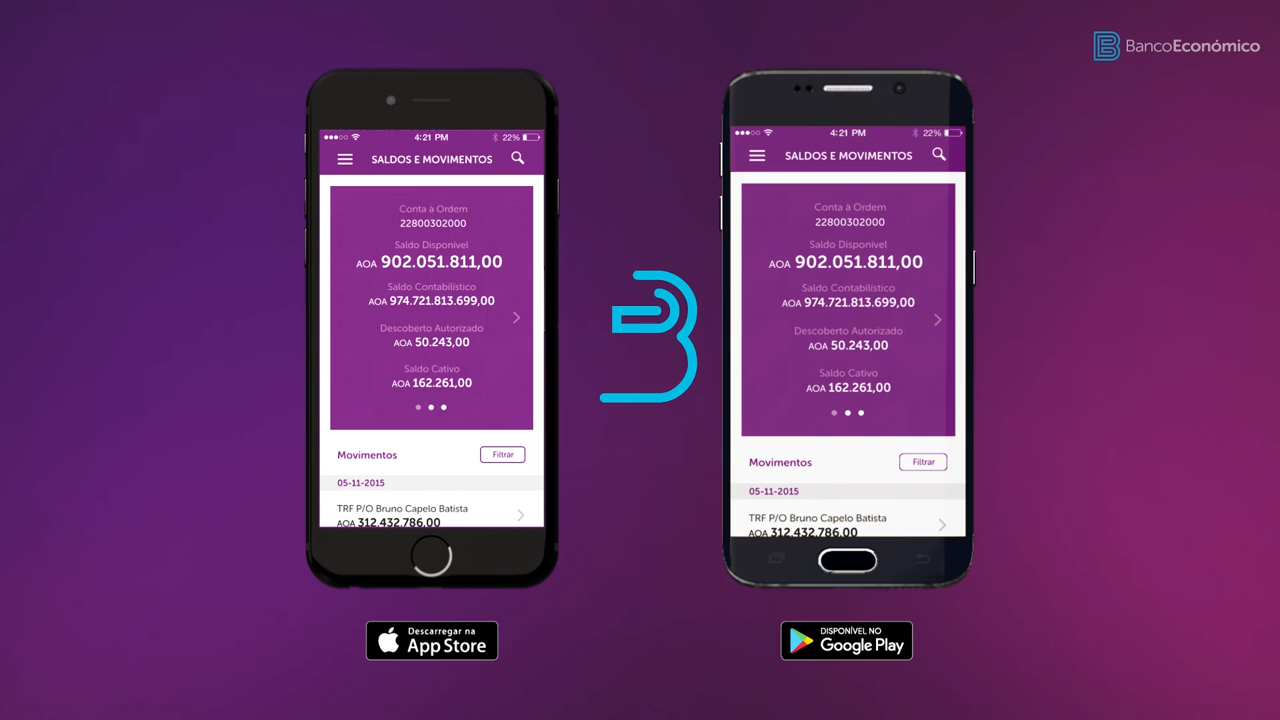 BancoEconómico
4:21 PM
22%
SALDOS E MOVIMENTOS
Conta à Ordem
22800302000
Saldo Disponível
AOA 902.051.811,00
Saldo Contabilístico
AOA 974.721.813.699,00
Descoberto Autorizado
AOA 50.243,00
Saldo Cativo
AOA 162.261,00
Movimentos
Filtrar
05-11-2015
TRF P/O Bruno Capelo Batista
AOA 312.432.786,00
Descarregar na
App Store
4:21 PM
22%
SALDOS E MOVIMENTOS
Conta à Ordem
22800302000
Saldo Disponível
AOA 902.051.811,00
Saldo Contabilístico
AOA 974.721.813.699,00
Descoberto Autorizado
AOA 50.243,00
Saldo Cativo
AOA 162.261,00
Movimentos
Filtrar
05-11-2015
TRF P/O Bruno Capelo Batista
AOA 312.432.786,00
DISPONÍVEL NO
Google Play